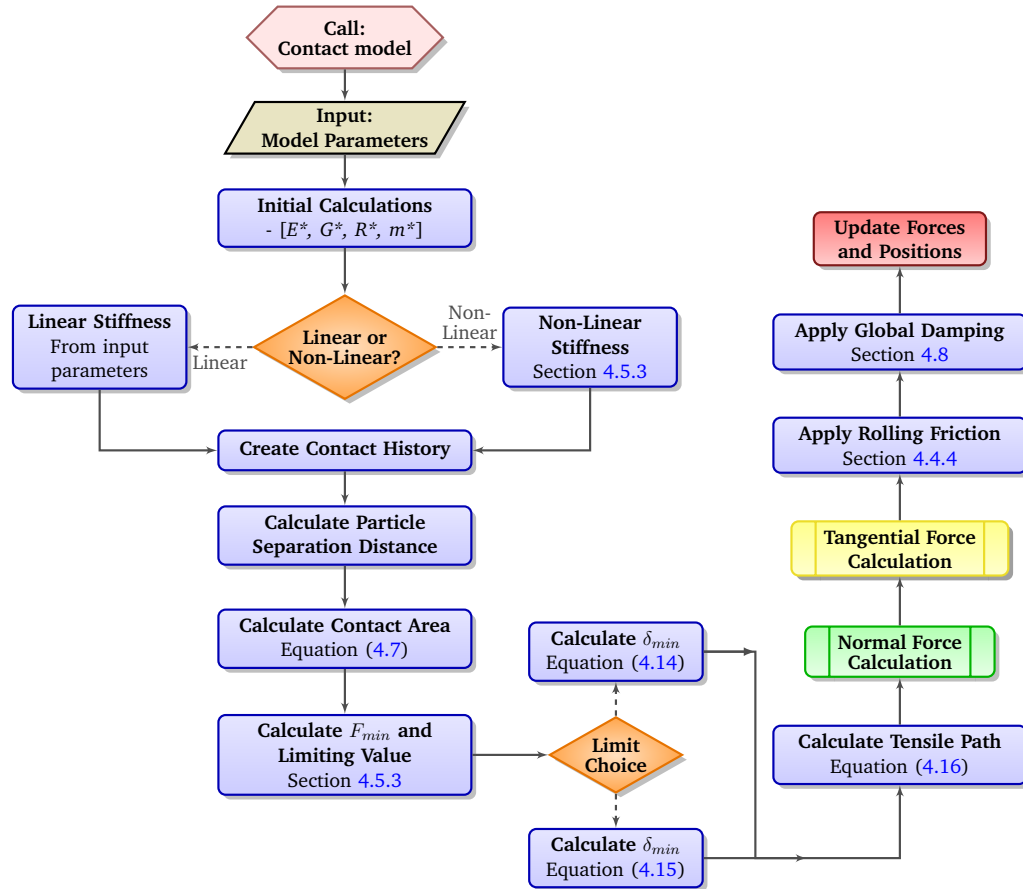 Call:
Contact model
Input:
Model Parameters
Initial Calculations
- [E*, G*, R*, m*]
Linear or
Non-Linear?
Linear
Non-
Linear
Linear Stiffness
From input
parameters
Non-Linear
Stiffness
Section 4.5.3
Create Contact History
Calculate Particle
Separation Distance
Calculate Contact Area
Equation (4.7)
Calculate F_min and
Limiting Value
Section 4.5.3
Limit
Choice
Calculate δ_min
Equation (4.14)
Calculate δ_min
Equation (4.15)
Calculate Tensile Path
Equation (4.16)
Normal Force
Calculation
Tangential Force
Calculation
Apply Rolling Friction
Section 4.4.4
Apply Global Damping
Section 4.8
Update Forces
and Positions